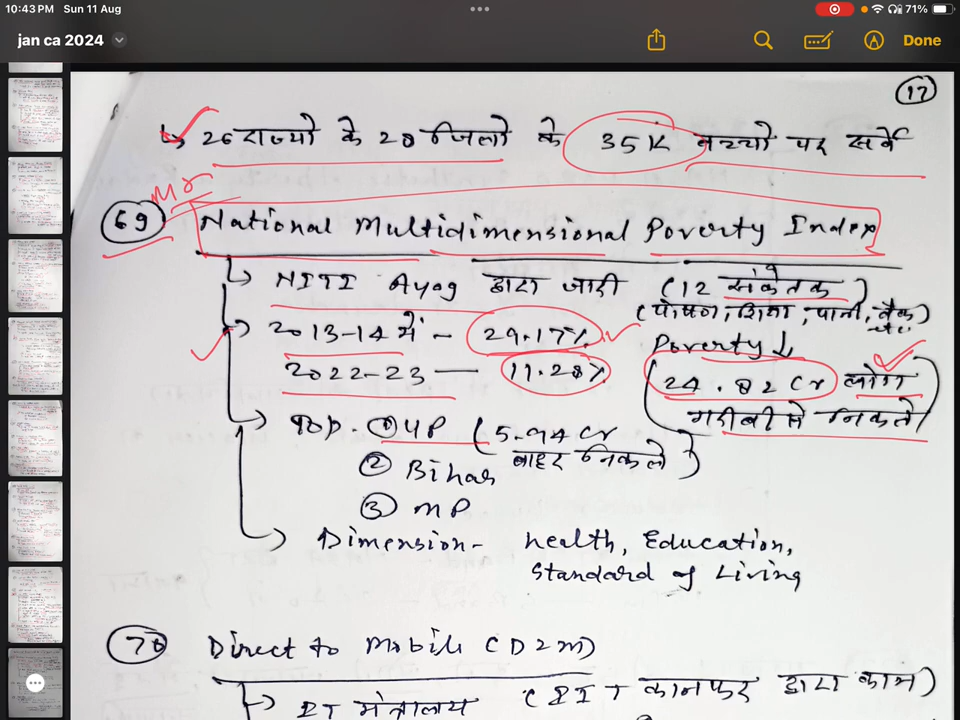 10:43 PM Sun 11 Aug
71%
jan ca 2024
Done
17
↳ 26 राज्यो के 28 जिलो के 35K बच्चो पर सर्वे
69 National Multidimensional Poverty Index
↳ NITI Ayog द्वारा जारी (12 संकेतक)
(पोषण, शिक्षा, पानी, बैंक etc.)
→ 2013-14 में - 29.17%
Poverty ↓
2022-23 — 11.28%
(24.82 Cr लोग
गरीबी से निकले)
→ Top. ① UP (5.94 Cr
बाहर निकले)
② Bihar
③ MP
→ Dimension- health, Education,
Standard of Living
70 Direct to Mobile (D2M)
→ IT मंत्रालय (IIT कानपुर द्वारा काम)